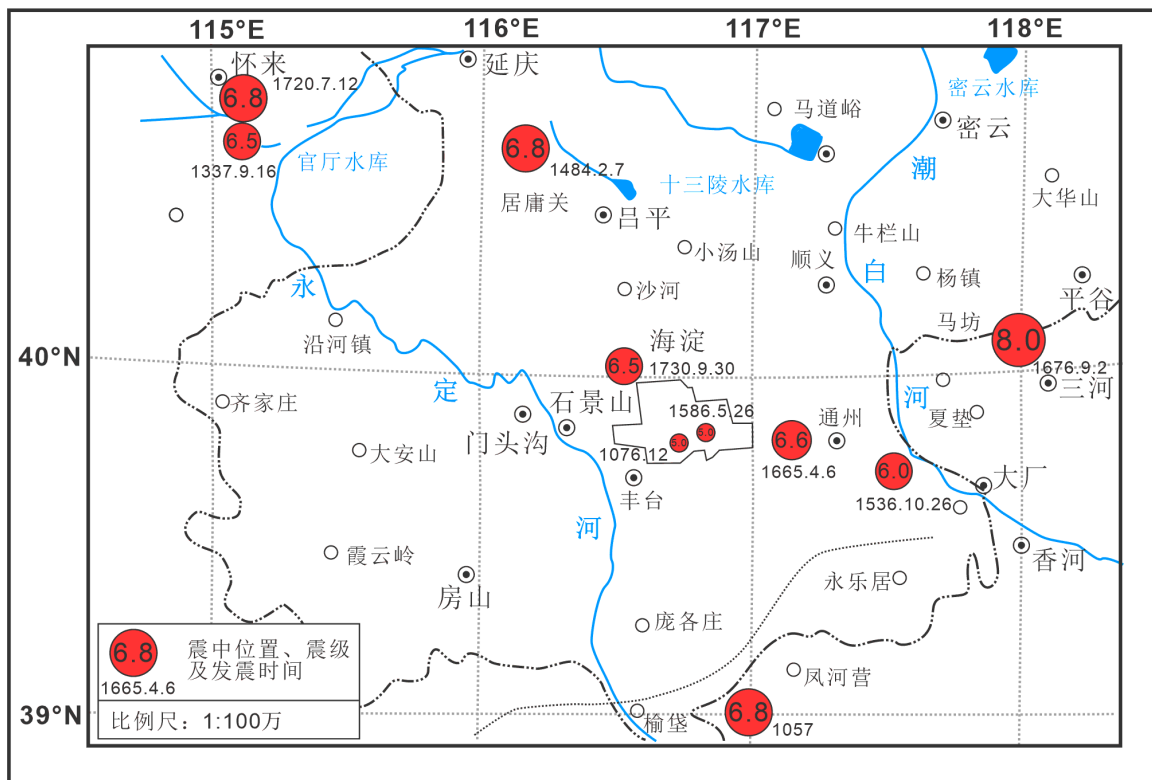 115°E
116°E
117°E
118°E
怀来
延庆
密云水库
1720.7.12
6.8
马道峪
密云
6.5
官厅水库
1337.9.16
6.8
1484.2.7
潮
居庸关
十三陵水库
大华山
吕平
小汤山
牛栏山
顺义
白
杨镇
永
沙河
平谷
马坊
沿河镇
海淀
8.0
40°N
6.5
1730.9.30
1676.9.2
定
三河
齐家庄
石景山
河
1586.5.26
通州
夏垫
门头沟
5.0
5.0
6.6
大安山
1076.12
1665.4.6
6.0
大厂
丰台
1536.10.26
河
霞云岭
香河
永乐居
房山
庞各庄
6.8
震中位置、震级
及发震时间
1665.4.6
凤河营
39°N
比例尺：1:100万
榆垡
6.8
1057